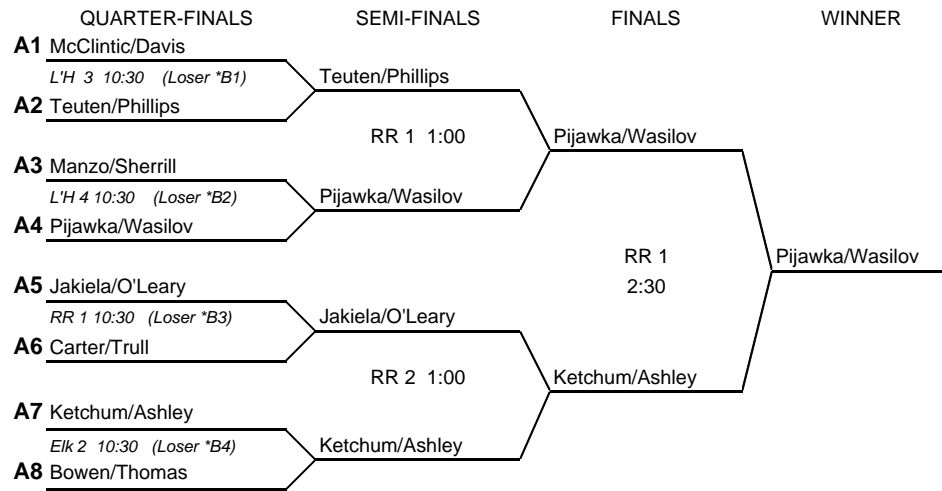 QUARTER-FINALS SEMI-FINALS FINALS WINNER
A1 McClintic/Davis
L'H 3 10:30 (Loser *B1) Teuten/Phillips
A2 Teuten/Phillips
RR 1 1:00 Pijawka/Wasilov
A3 Manzo/Sherrill
L'H 4 10:30 (Loser *B2) Pijawka/Wasilov
A4 Pijawka/Wasilov
RR 1 Pijawka/Wasilov
A5 Jakiela/O'Leary 2:30
RR 1 10:30 (Loser *B3) Jakiela/O'Leary
A6 Carter/Trull
RR 2 1:00 Ketchum/Ashley
A7 Ketchum/Ashley
Elk 2 10:30 (Loser *B4) Ketchum/Ashley
A8 Bowen/Thomas